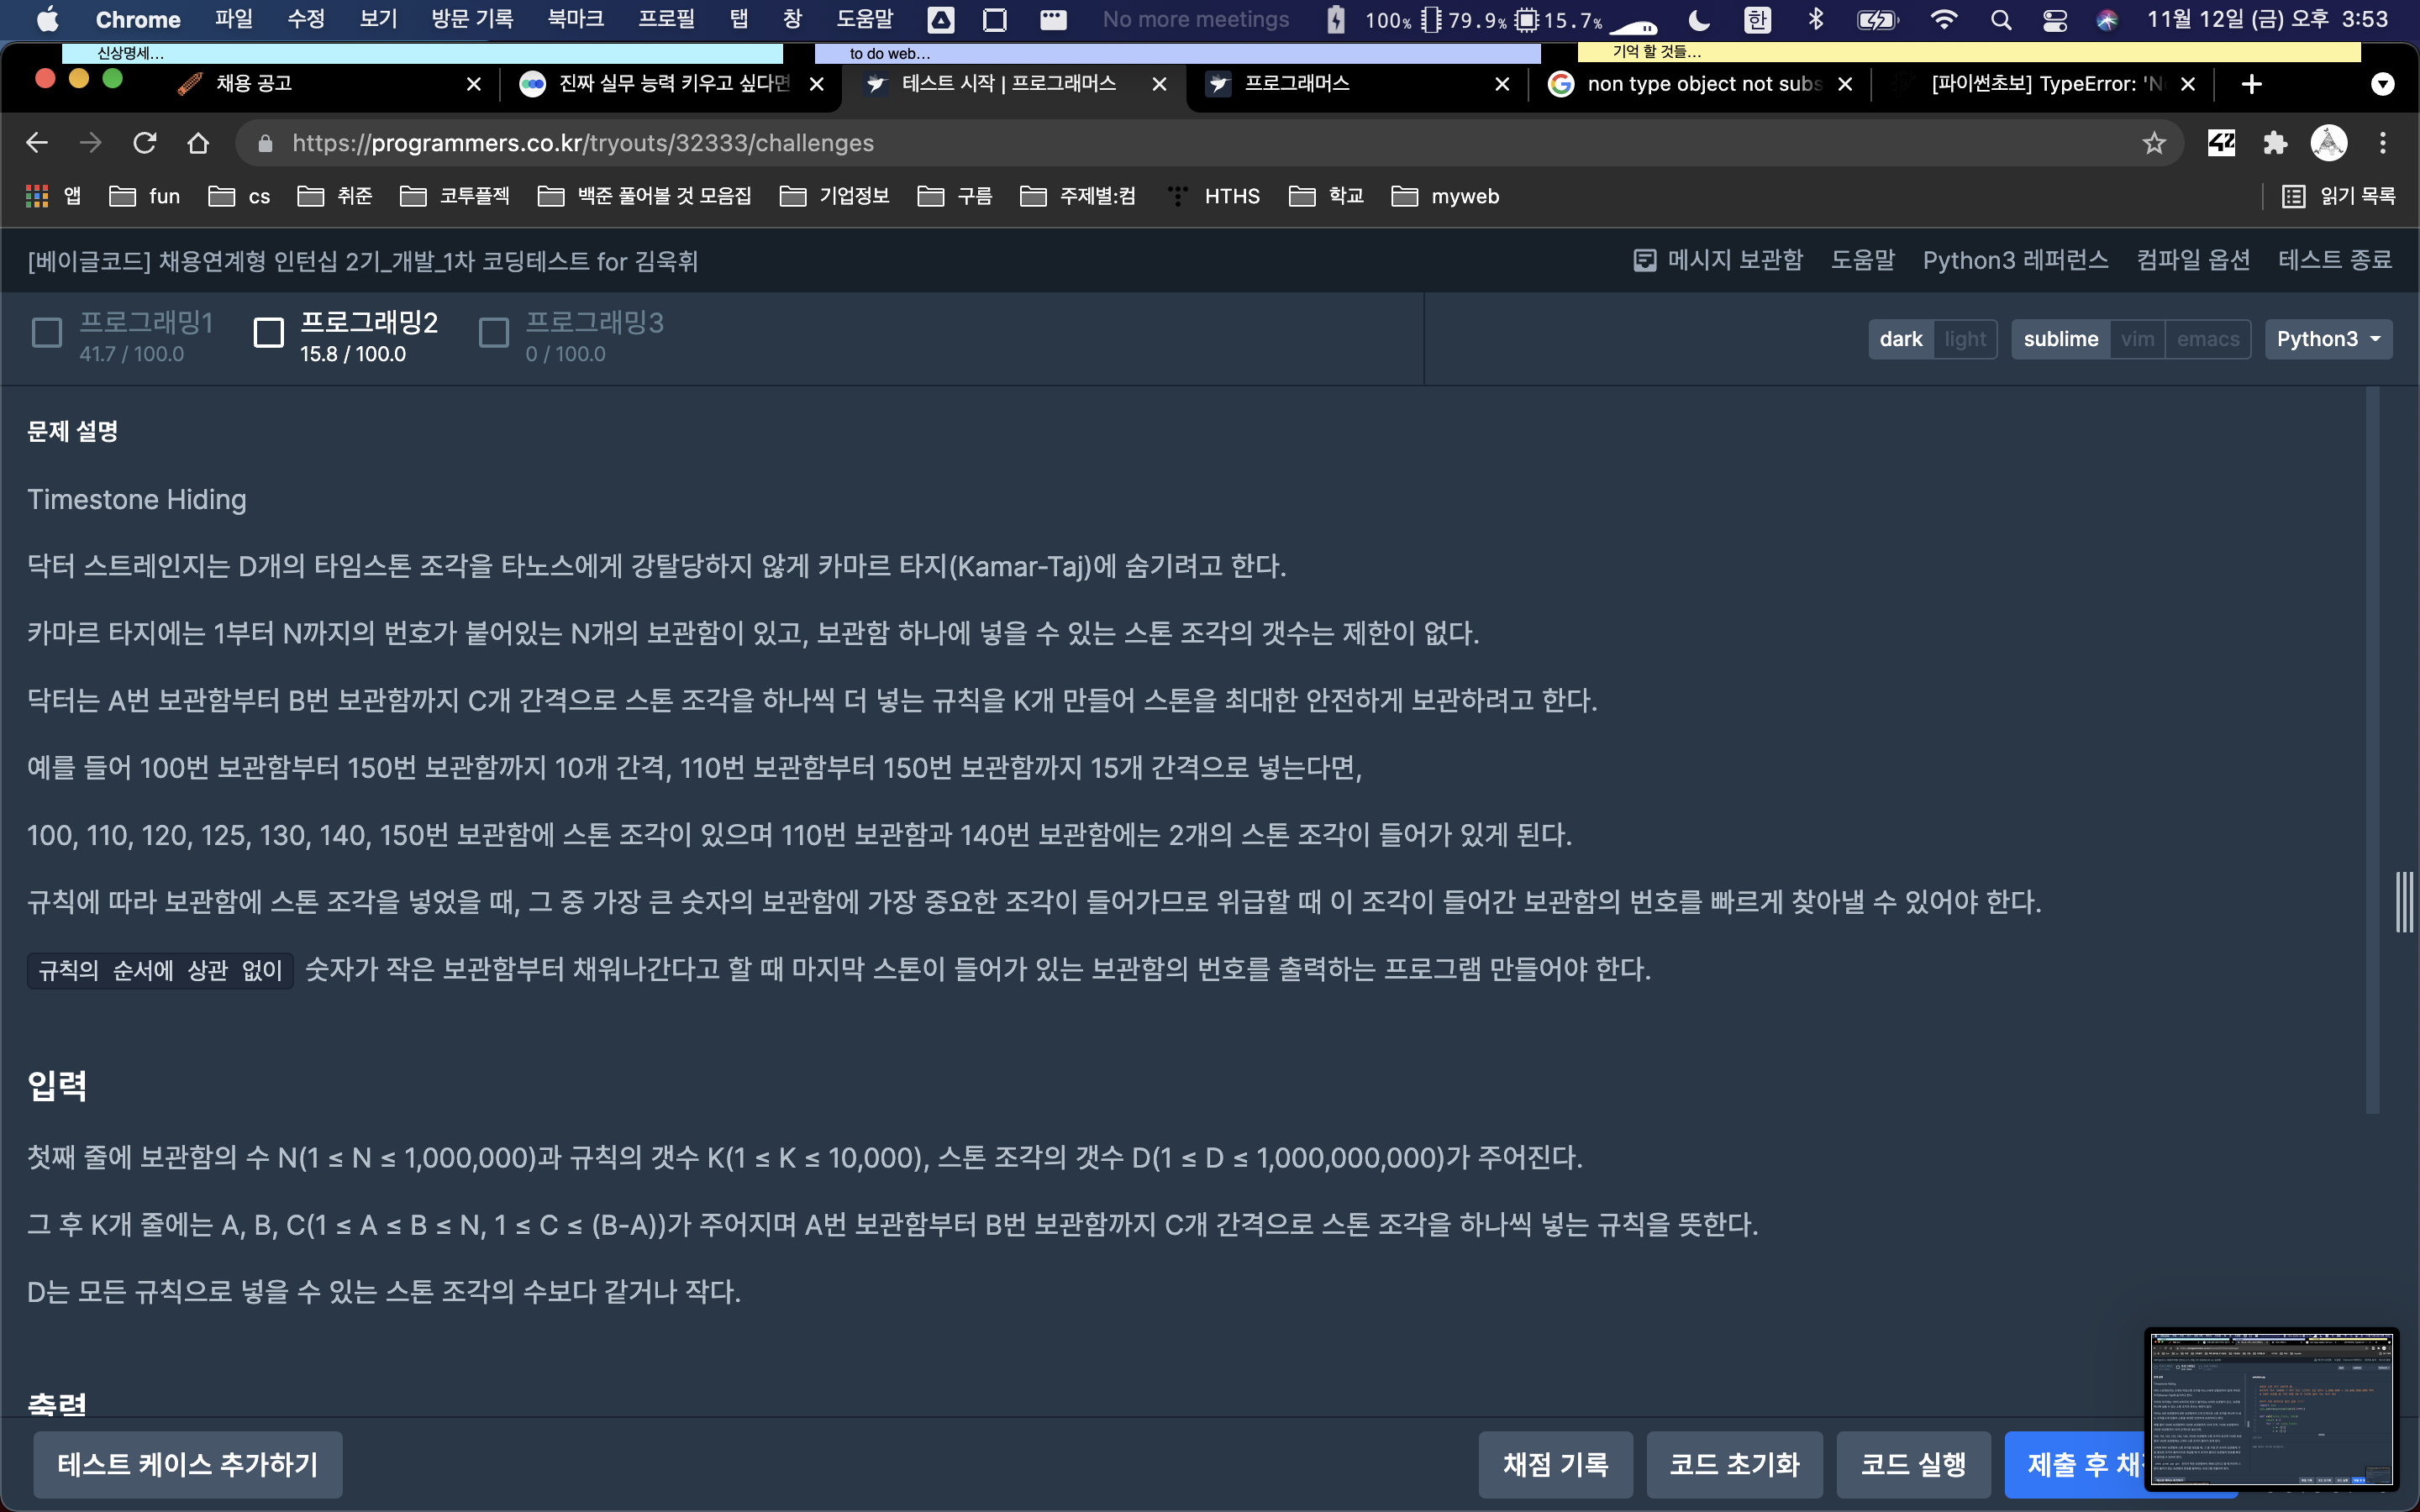 Chrome 파일 수정 보기 방문 기록 북마크 프로필 탭 창 도움말 No more meetings 100% 79.9% 15.7% 한 11월 12일 (금) 오후 3:53
신상명세... to do web... 기억 할 것들...
채용 공고 진짜 실무 능력 키우고 싶다면 테스트 시작 | 프로그래머스 프로그래머스 non type object not subs [파이썬초보] TypeError: 'N
https://programmers.co.kr/tryouts/32333/challenges 42
앱 fun cs 취준 코투플젝 백준 풀어볼 것 모음집 기업정보 구름 주제별:컴 HTHS 학교 myweb 읽기 목록
[베이글코드] 채용연계형 인턴십 2기_개발_1차 코딩테스트 for 김욱휘 메시지 보관함 도움말 Python3 레퍼런스 컴파일 옵션 테스트 종료
프로그래밍1 프로그래밍2 프로그래밍3
41.7 / 100.0 15.8 / 100.0 0 / 100.0
dark light sublime vim emacs Python3
문제 설명
Timestone Hiding
닥터 스트레인지는 D개의 타임스톤 조각을 타노스에게 강탈당하지 않게 카마르 타지(Kamar-Taj)에 숨기려고 한다.
카마르 타지에는 1부터 N까지의 번호가 붙어있는 N개의 보관함이 있고, 보관함 하나에 넣을 수 있는 스톤 조각의 갯수는 제한이 없다.
닥터는 A번 보관함부터 B번 보관함까지 C개 간격으로 스톤 조각을 하나씩 더 넣는 규칙을 K개 만들어 스톤을 최대한 안전하게 보관하려고 한다.
예를 들어 100번 보관함부터 150번 보관함까지 10개 간격, 110번 보관함부터 150번 보관함까지 15개 간격으로 넣는다면,
100, 110, 120, 125, 130, 140, 150번 보관함에 스톤 조각이 있으며 110번 보관함과 140번 보관함에는 2개의 스톤 조각이 들어가 있게 된다.
규칙에 따라 보관함에 스톤 조각을 넣었을 때, 그 중 가장 큰 숫자의 보관함에 가장 중요한 조각이 들어가므로 위급할 때 이 조각이 들어간 보관함의 번호를 빠르게 찾아낼 수 있어야 한다.
규칙의 순서에 상관 없이 숫자가 작은 보관함부터 채워나간다고 할 때 마지막 스톤이 들어가 있는 보관함의 번호를 출력하는 프로그램 만들어야 한다.
입력
첫째 줄에 보관함의 수 N(1 ≤ N ≤ 1,000,000)과 규칙의 갯수 K(1 ≤ K ≤ 10,000), 스톤 조각의 갯수 D(1 ≤ D ≤ 1,000,000,000)가 주어진다.
그 후 K개 줄에는 A, B, C(1 ≤ A ≤ B ≤ N, 1 ≤ C ≤ (B-A))가 주어지며 A번 보관함부터 B번 보관함까지 C개 간격으로 스톤 조각을 하나씩 넣는 규칙을 뜻한다.
D는 모든 규칙으로 넣을 수 있는 스톤 조각의 수보다 같거나 작다.
출력
테스트 케이스 추가하기 채점 기록 코드 초기화 코드 실행 제출 후 채